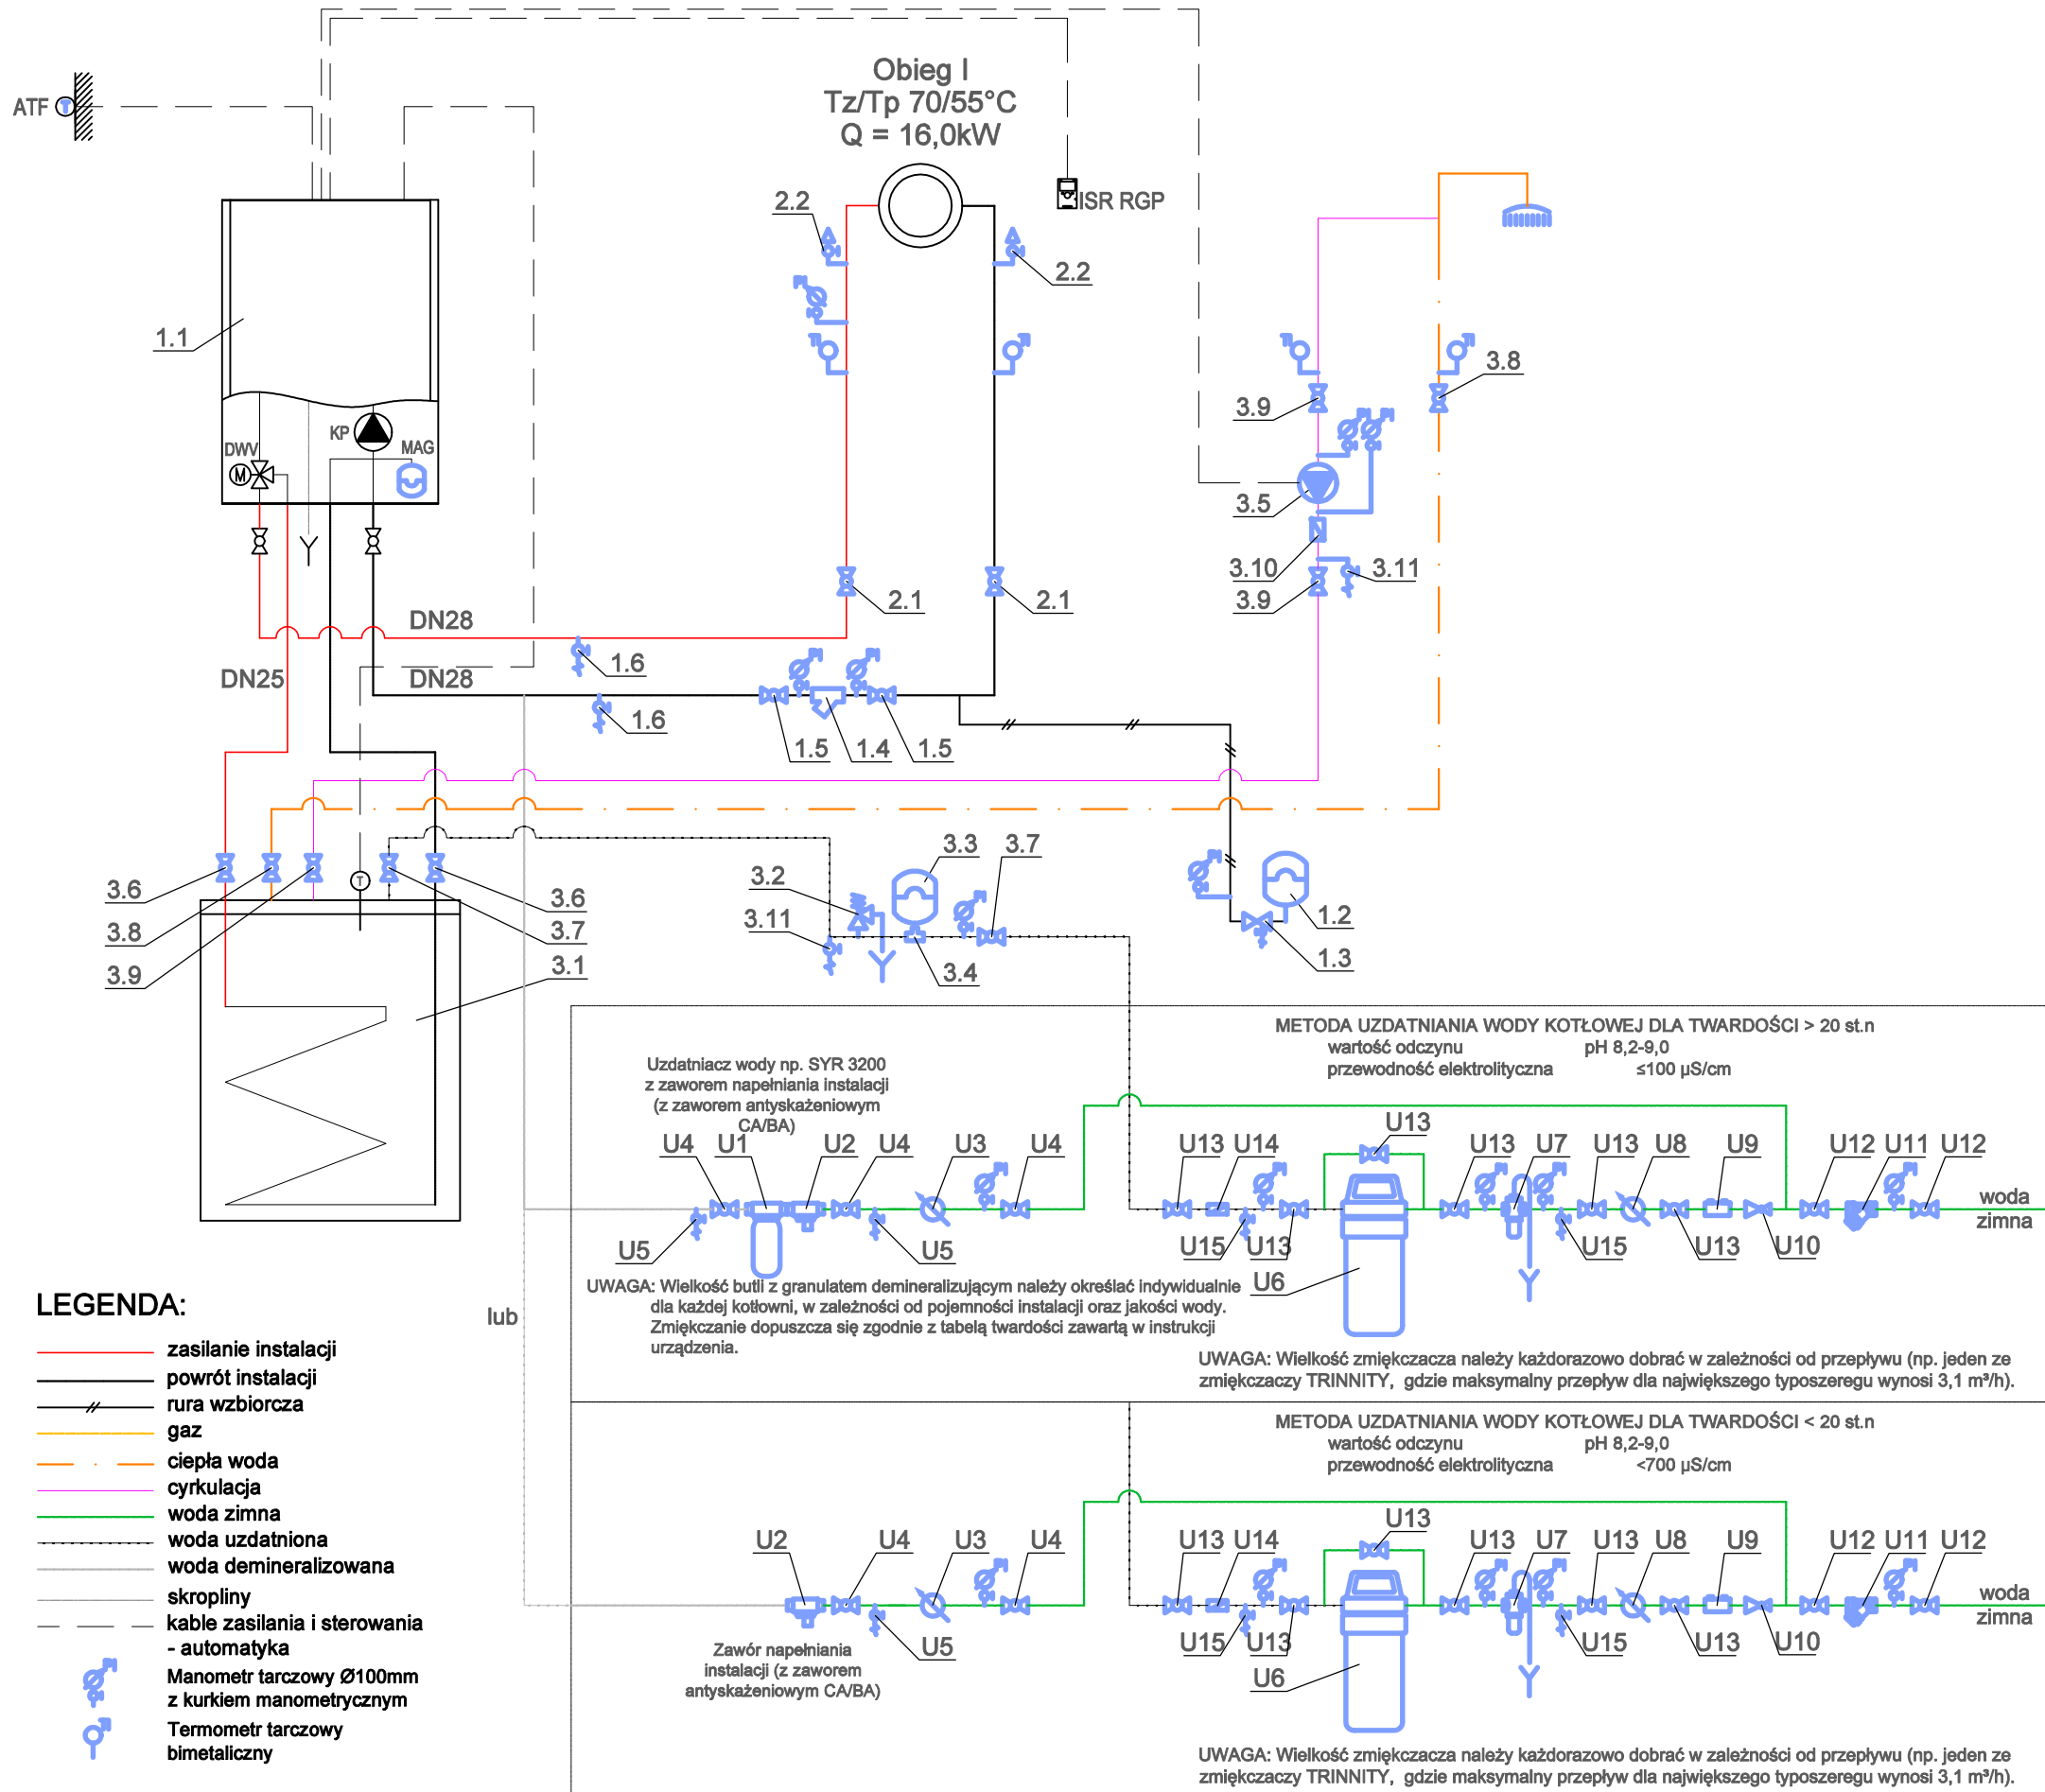 Obieg I
Tz/Tp 70/55°C
Q = 16,0kW
ATF
ISR RGP
2.2
2.2
1.1
KP
DWV
MAG
M
3.8
3.9
3.5
3.10
3.11
3.9
2.1
2.1
DN28
1.6
DN25
DN28
1.6
1.5
1.4
1.5
3.6
3.8
3.9
T
3.6
3.7
3.1
3.3
3.7
3.2
3.11
3.4
1.2
1.3
METODA UZDATNIANIA WODY KOTŁOWEJ DLA TWARDOŚCI > 20 st.n
wartość odczynu pH 8,2-9,0
przewodność elektrolityczna ≤100 µS/cm
Uzdatniacz wody np. SYR 3200
z zaworem napełniania instalacji
(z zaworem antyskażeniowym
CA/BA)
U4 U1 U2 U4 U3 U4 U13 U14 U13 U13 U7 U13 U8 U9 U12 U11 U12
woda
zimna
U5 U5 U15 U13 U6 U15 U13 U10
UWAGA: Wielkość butli z granulatem demineralizującym należy określać indywidualnie
dla każdej kotłowni, w zależności od pojemności instalacji oraz jakości wody.
Zmiękczanie dopuszcza się zgodnie z tabelą twardości zawartą w instrukcji
urządzenia.
UWAGA: Wielkość zmiękczacza należy każdorazowo dobrać w zależności od przepływu (np. jeden ze
zmiękczaczy TRINNITY, gdzie maksymalny przepływ dla największego typoszeregu wynosi 3,1 m³/h).
lub
METODA UZDATNIANIA WODY KOTŁOWEJ DLA TWARDOŚCI < 20 st.n
wartość odczynu pH 8,2-9,0
przewodność elektrolityczna <700 µS/cm
U2 U4 U3 U4 U13 U14 U13 U13 U7 U13 U8 U9 U12 U11 U12
woda
zimna
U5 U15 U13 U6 U15 U13 U10
Zawór napełniania
instalacji (z zaworem
antyskażeniowym CA/BA)
UWAGA: Wielkość zmiękczacza należy każdorazowo dobrać w zależności od przepływu (np. jeden ze
zmiękczaczy TRINNITY, gdzie maksymalny przepływ dla największego typoszeregu wynosi 3,1 m³/h).
LEGENDA:
zasilanie instalacji
powrót instalacji
rura wzbiorcza
gaz
ciepła woda
cyrkulacja
woda zimna
woda uzdatniona
woda demineralizowana
skropliny
kable zasilania i sterowania
- automatyka
Manometr tarczowy Ø100mm
z kurkiem manometrycznym
Termometr tarczowy
bimetaliczny